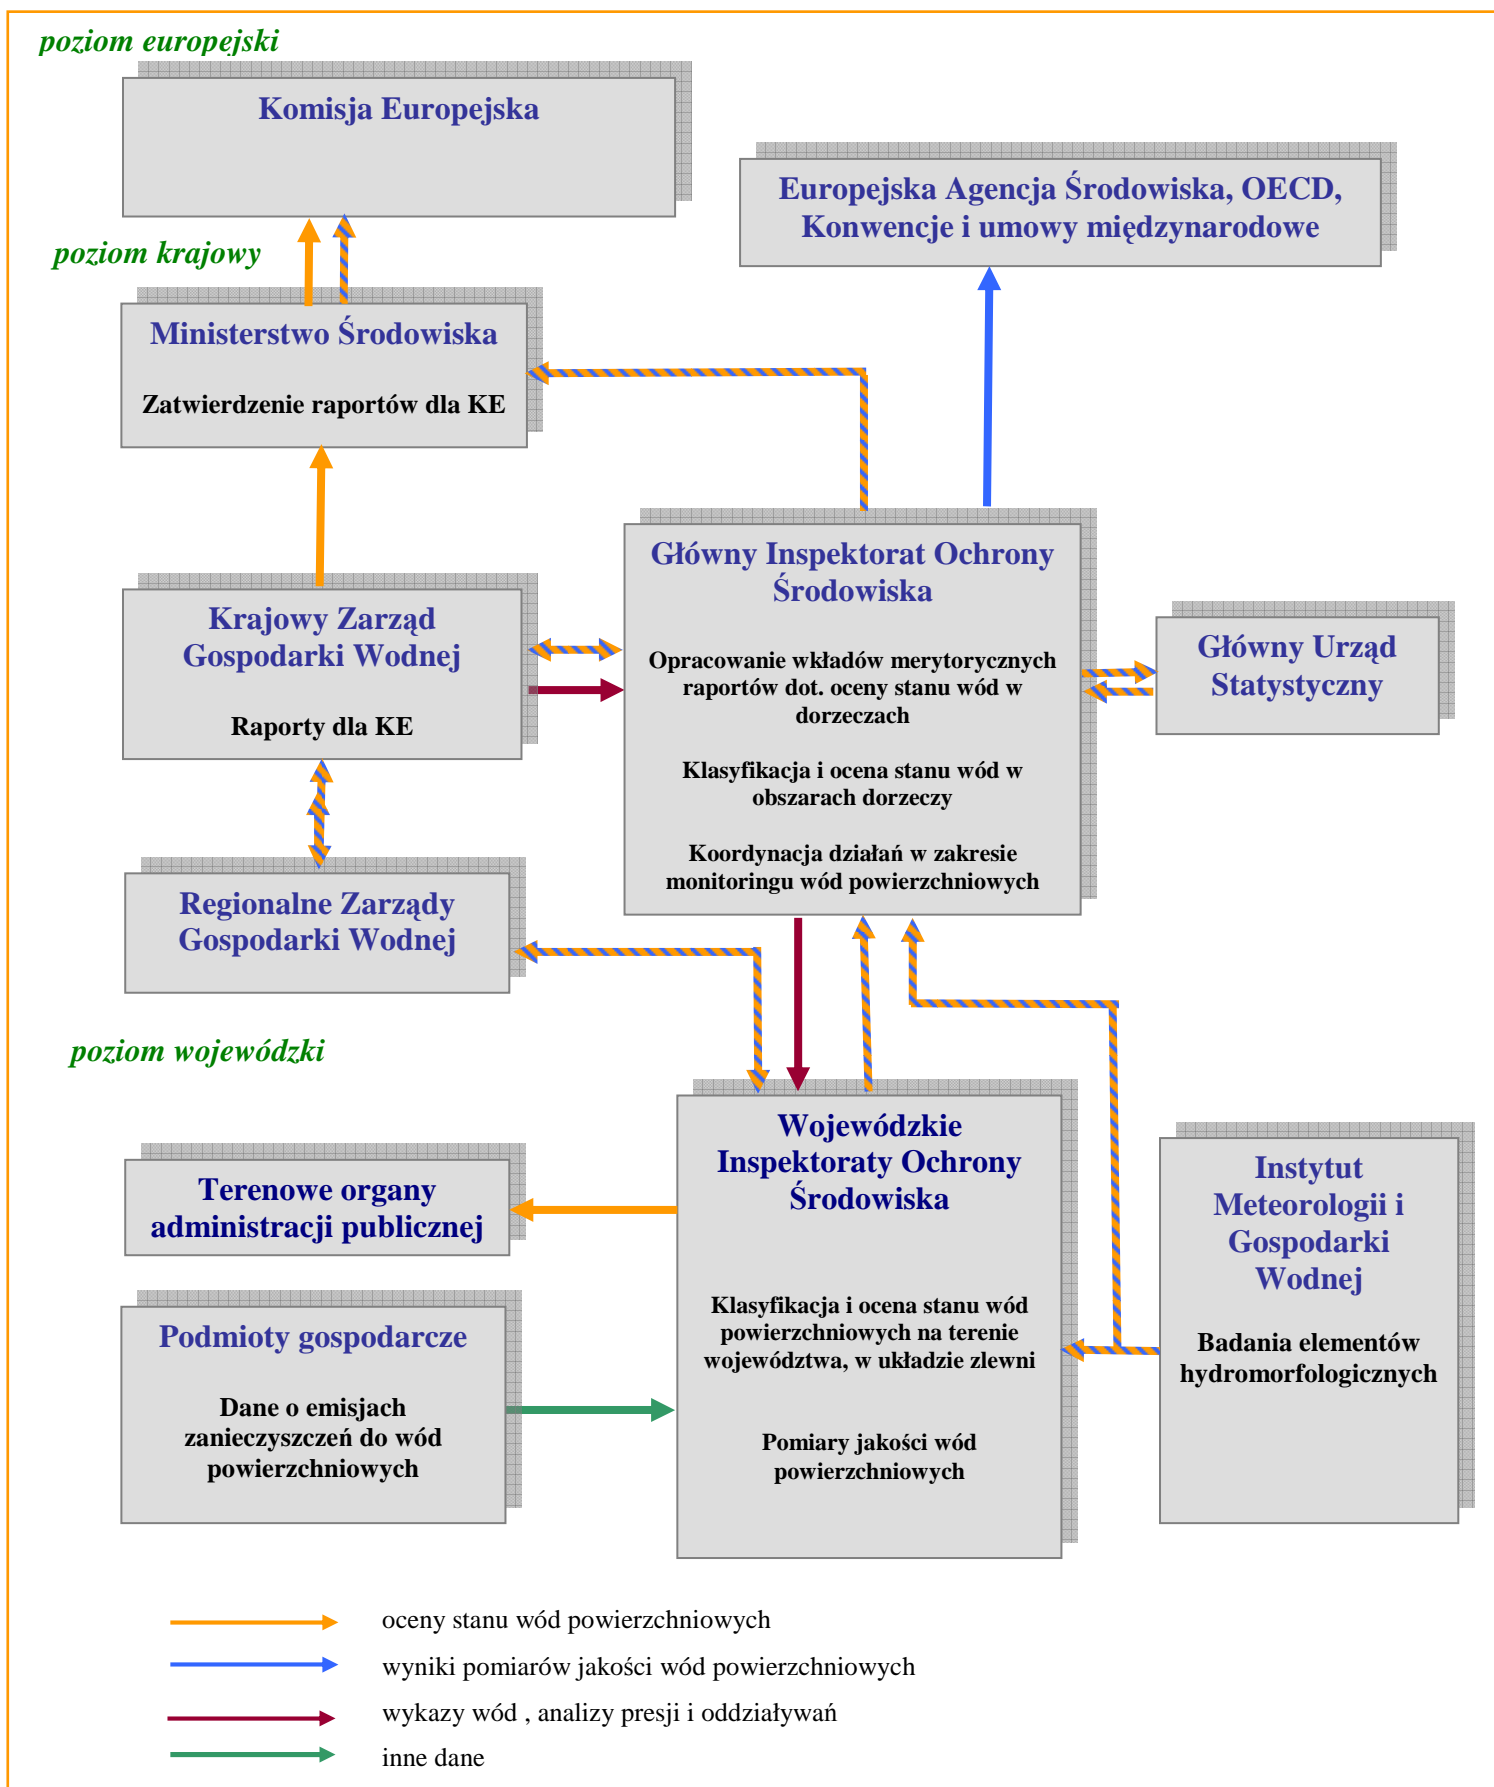 poziom europejski
Komisja Europejska
Europejska Agencja Środowiska, OECD,
Konwencje i umowy międzynarodowe
poziom krajowy
Ministerstwo Środowiska
Zatwierdzenie raportów dla KE
Główny Inspektorat Ochrony
Środowiska
Opracowanie wkładów merytorycznych
raportów dot. oceny stanu wód w
dorzeczach
Klasyfikacja i ocena stanu wód w
obszarach dorzeczy
Koordynacja działań w zakresie
monitoringu wód powierzchniowych
Krajowy Zarząd
Gospodarki Wodnej
Raporty dla KE
Główny Urząd
Statystyczny
Regionalne Zarządy
Gospodarki Wodnej
poziom wojewódzki
Wojewódzkie
Inspektoraty Ochrony
Środowiska
Klasyfikacja i ocena stanu wód
powierzchniowych na terenie
województwa, w układzie zlewni
Pomiary jakości wód
powierzchniowych
Terenowe organy
administracji publicznej
Instytut
Meteorologii i
Gospodarki
Wodnej
Badania elementów
hydromorfologicznych
Podmioty gospodarcze
Dane o emisjach
zanieczyszczeń do wód
powierzchniowych
oceny stanu wód powierzchniowych
wyniki pomiarów jakości wód powierzchniowych
wykazy wód , analizy presji i oddziaływań
inne dane